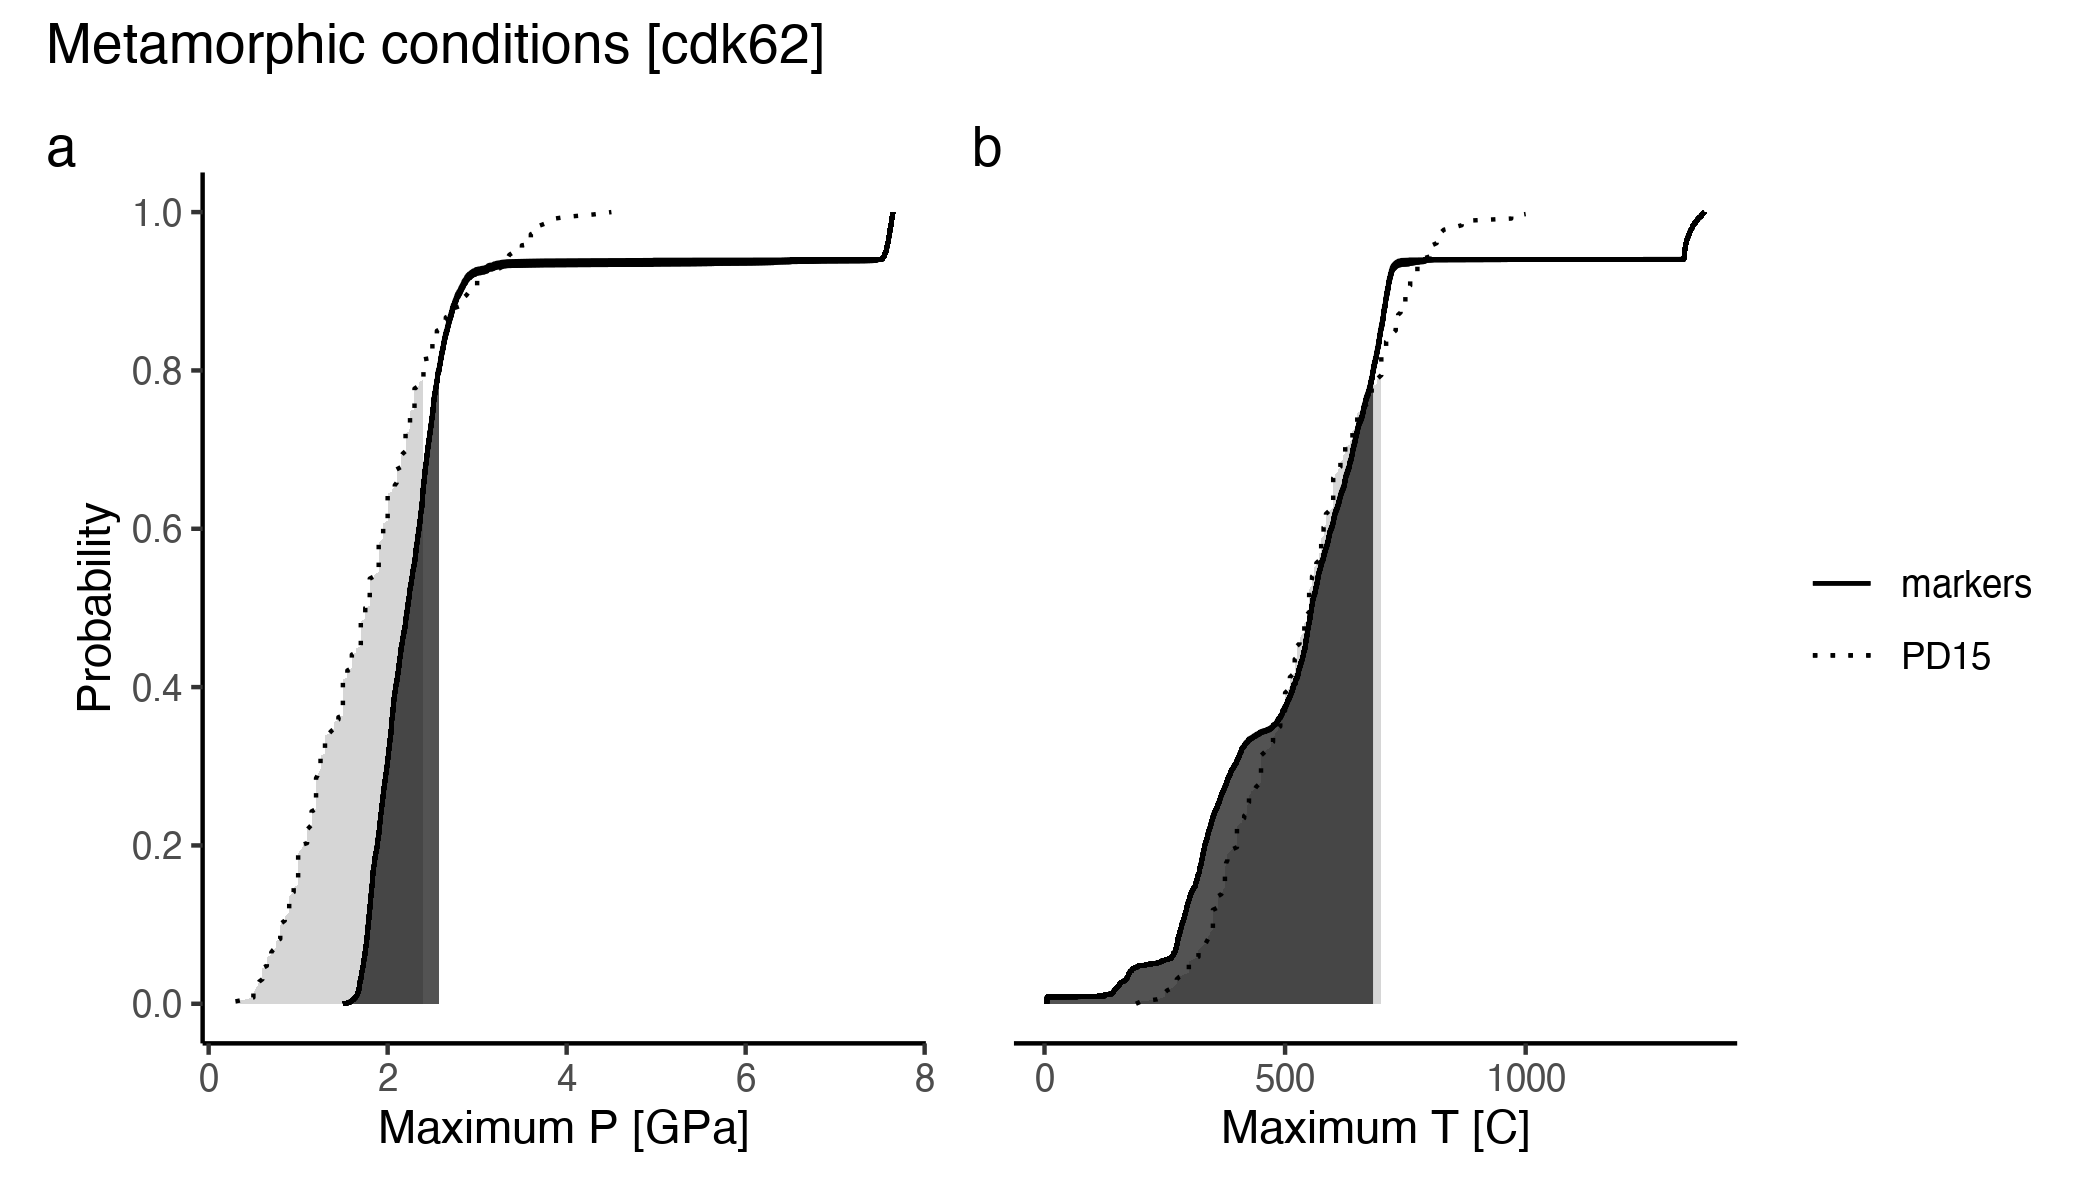 Metamorphic conditions [cdk62]
a
b
1.0
0.8
0.6
0.4
0.2
0.0
Probability
0 2 4 6 8
Maximum P [GPa]
0 500 1000
Maximum T [C]
markers
PD15